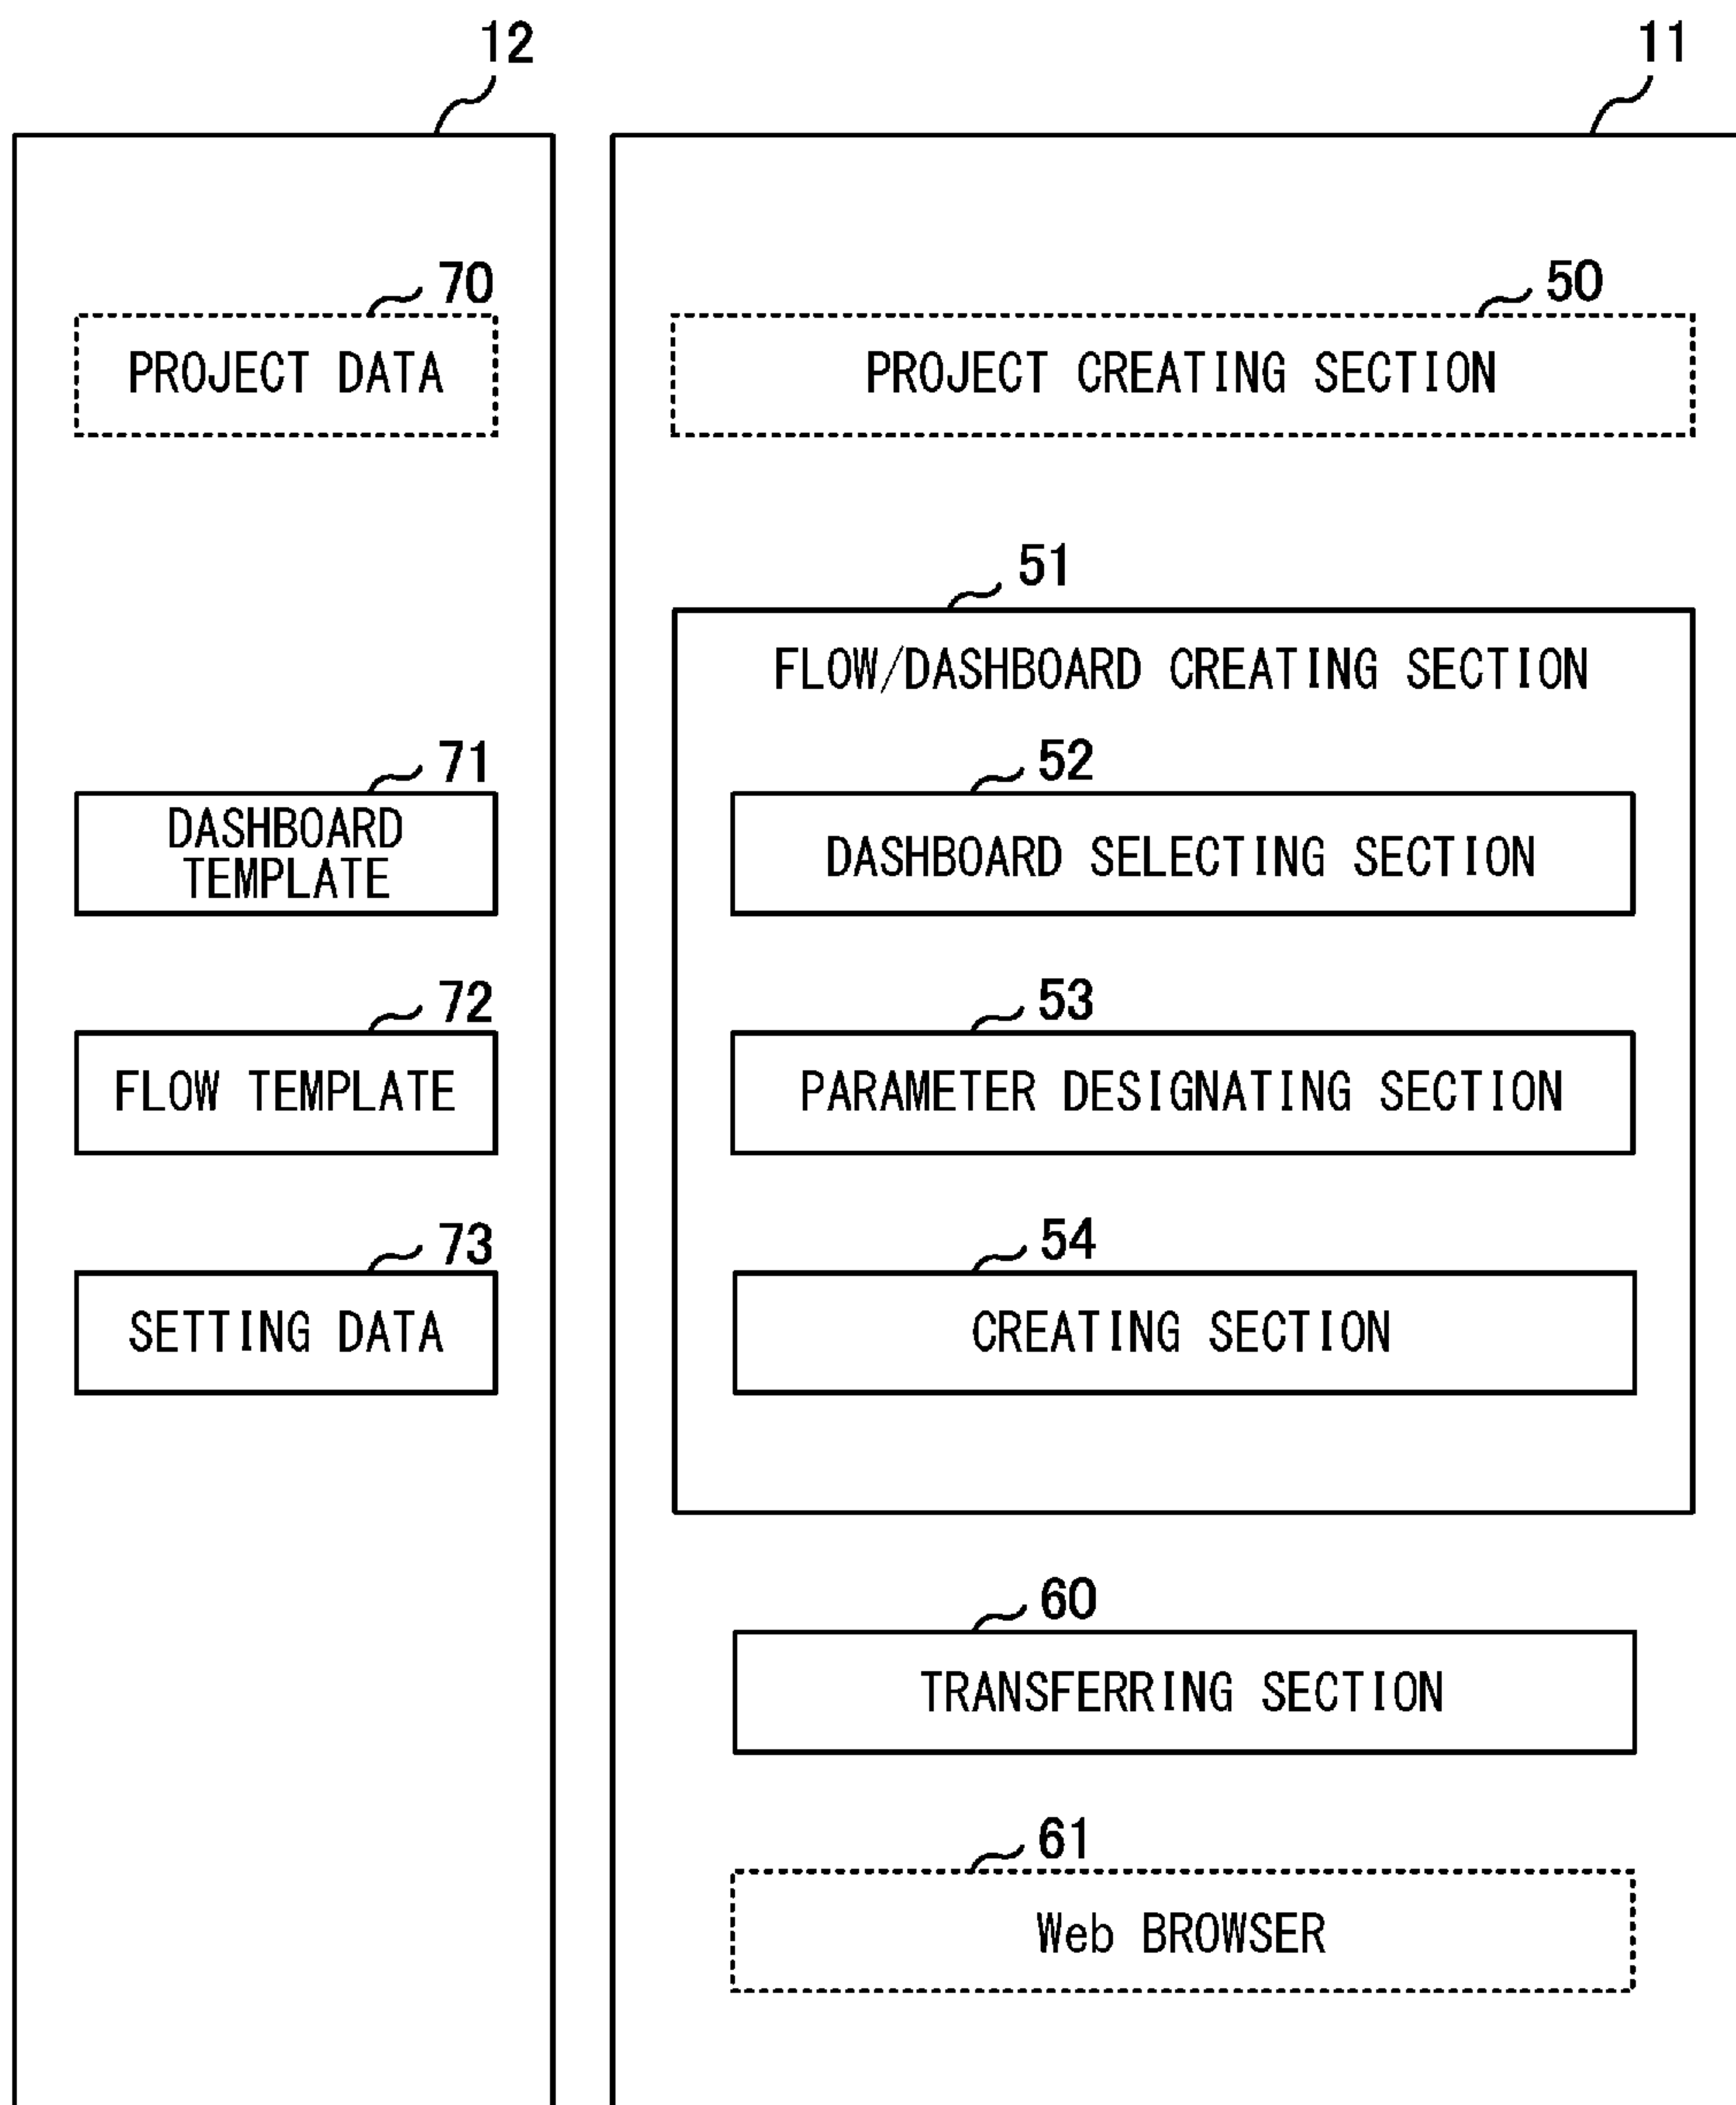 12
11
70
PROJECT DATA
50
PROJECT CREATING SECTION
51
FLOW/DASHBOARD CREATING SECTION
71
DASHBOARD
TEMPLATE
52
DASHBOARD SELECTING SECTION
72
FLOW TEMPLATE
53
PARAMETER DESIGNATING SECTION
73
SETTING DATA
54
CREATING SECTION
60
TRANSFERRING SECTION
61
Web BROWSER